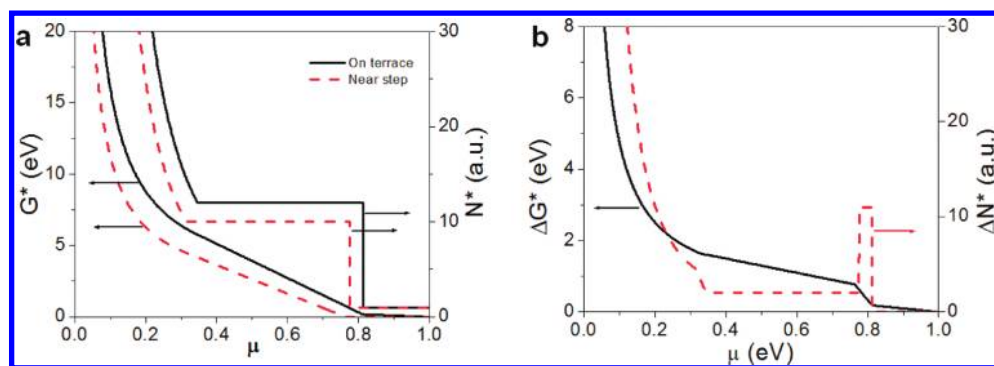 a
20
15
10
5
0
G* (eV)
0.0 0.2 0.4 0.6 0.8 1.0
μ
30
20
10
0
N* (a.u.)
On terrace
Near step
b
8
6
4
2
0
ΔG* (eV)
0.0 0.2 0.4 0.6 0.8 1.0
μ (eV)
30
20
10
0
ΔN* (a.u.)